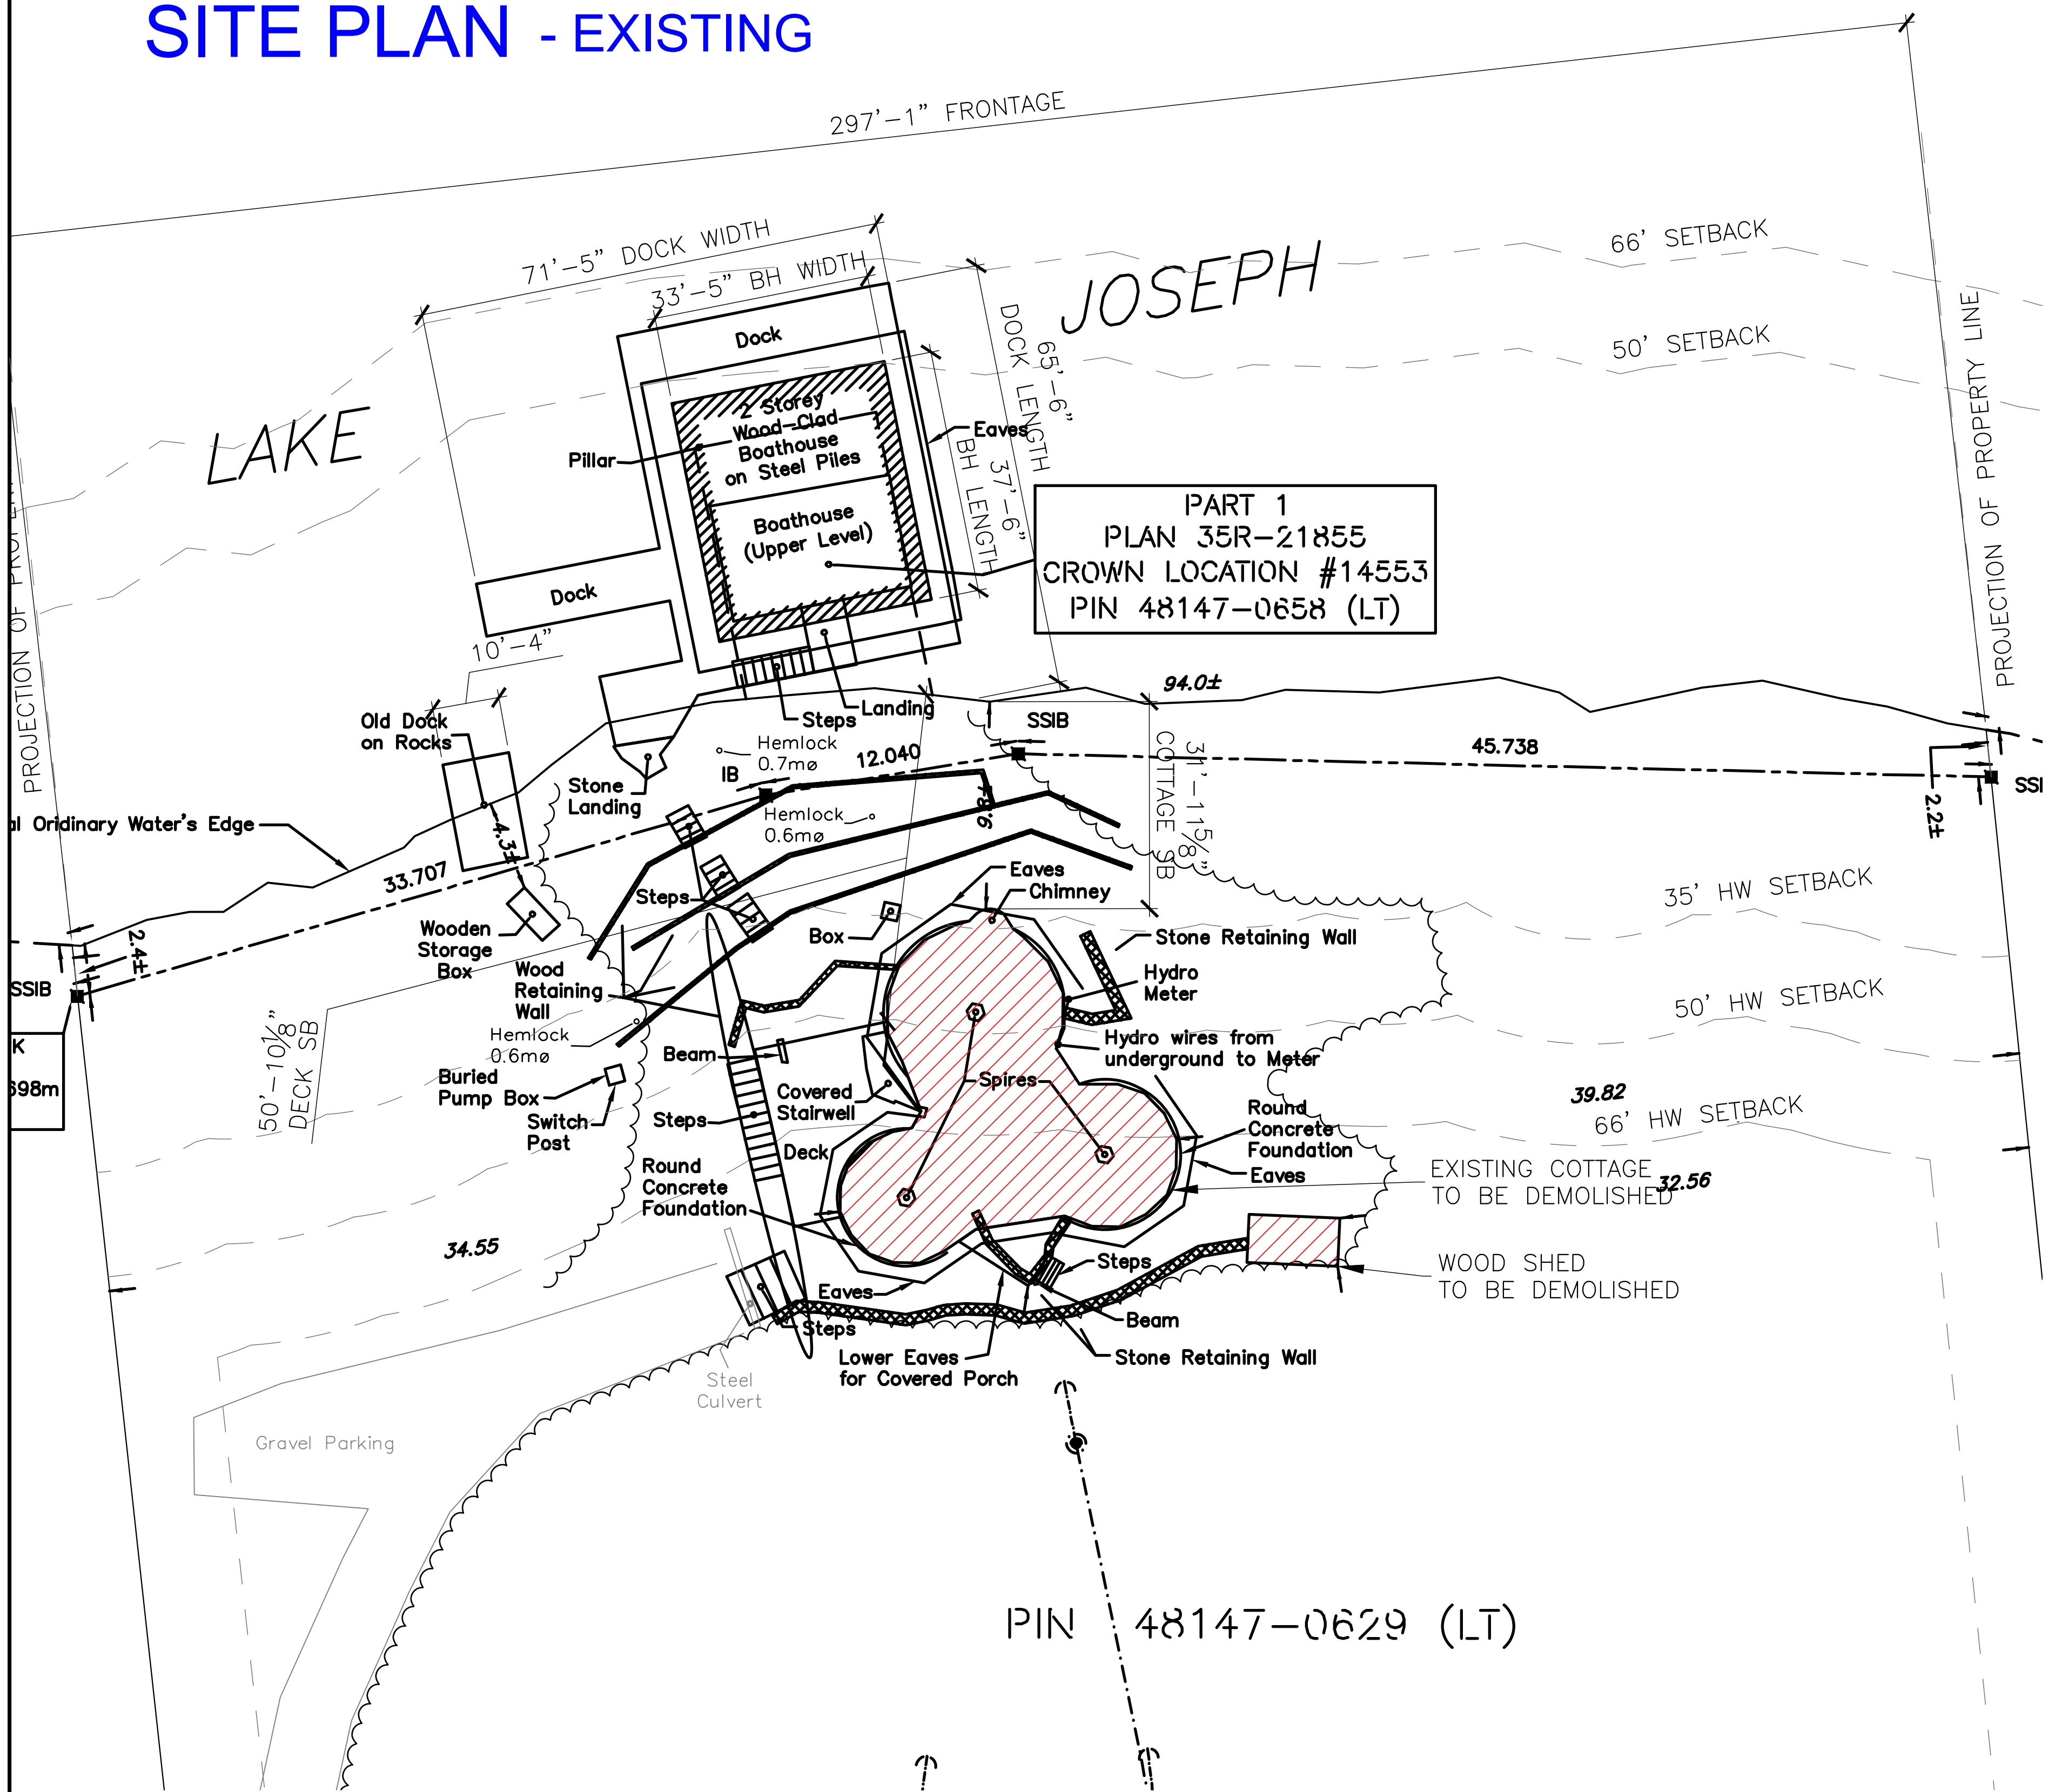 SITE PLAN - EXISTING
297'-1" FRONTAGE
66' SETBACK
71'-5" DOCK WIDTH
33'-5" BH WIDTH
JOSEPH
LAKE
50' SETBACK
PROJECTION OF PROPERTY LINE
65'-6"
DOCK LENGTH
Dock
2 Storey
Wood-Clad
Boathouse
on Steel Piles
Pillar
Eaves
37'-6"
BH LENGTH
Boathouse
(Upper Level)
PART 1
PLAN 35R-21855
CROWN LOCATION #14553
PIN 48147-0658 (LT)
Dock
10'-4"
PROJECTION OF
94.0±
Old Dock
on Rocks
Steps
Landing
SSIB
Hemlock
0.7mø
12.040
45.738
IB
Stone
Landing
31'-11 5/8"
COTTAGE SB
2.2±
SSI
Hemlock
0.6mø
al Oridinary Water's Edge
4.3±
33.707
Eaves
Chimney
35' HW SETBACK
Steps
Wooden
Storage
Box
Box
Stone Retaining Wall
2.4±
SSIB
Wood
Retaining
Wall
Hydro
Meter
50' HW SETBACK
50'-10 1/8"
DECK SB
Hemlock
0.6mø
Beam
Hydro wires from
underground to Meter
K
698m
Buried
Pump Box
Covered
Stairwell
Spires
39.82
66' HW SETBACK
Switch
Post
Steps
Deck
Round
Concrete
Foundation
Eaves
Round
Concrete
Foundation
EXISTING COTTAGE
TO BE DEMOLISHED
32.56
34.55
Steps
WOOD SHED
TO BE DEMOLISHED
Eaves
Beam
Steps
Lower Eaves
for Covered Porch
Stone Retaining Wall
Steel
Culvert
Gravel Parking
PIN 48147-0629 (LT)